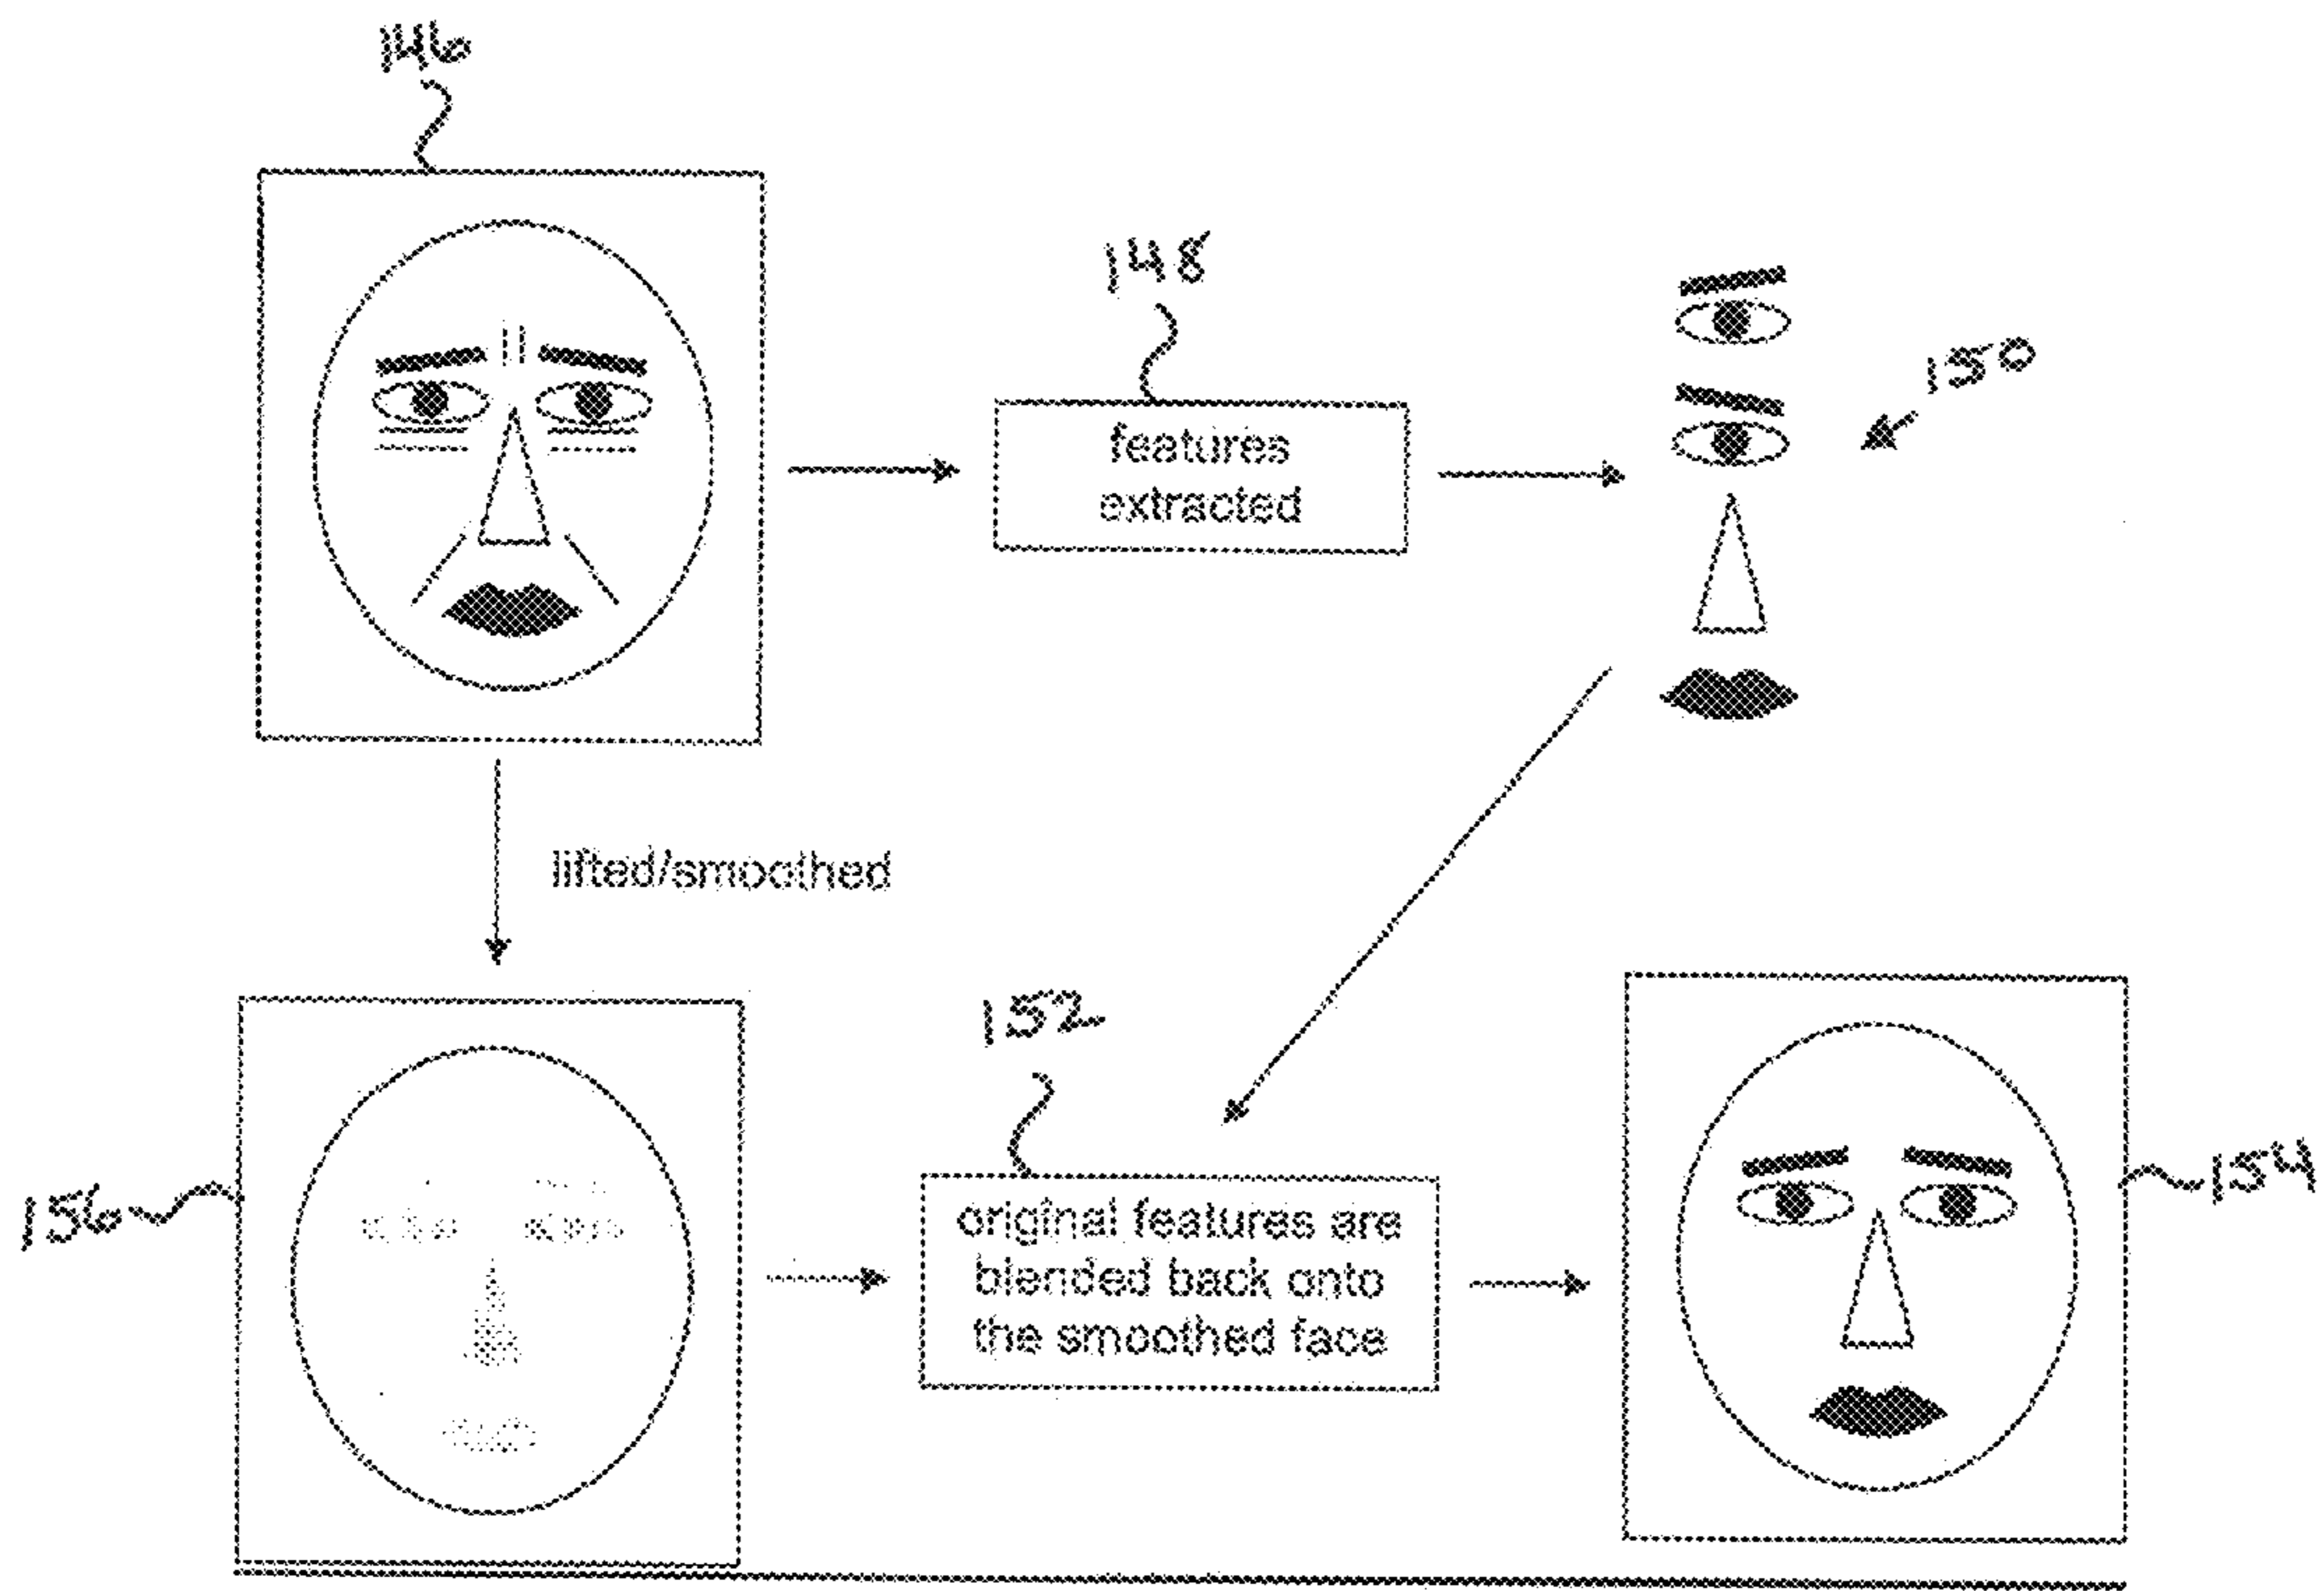 146
148
features
extracted
150
lifted/smoothed
152
156
original features are
blended back onto
the smoothed face
154